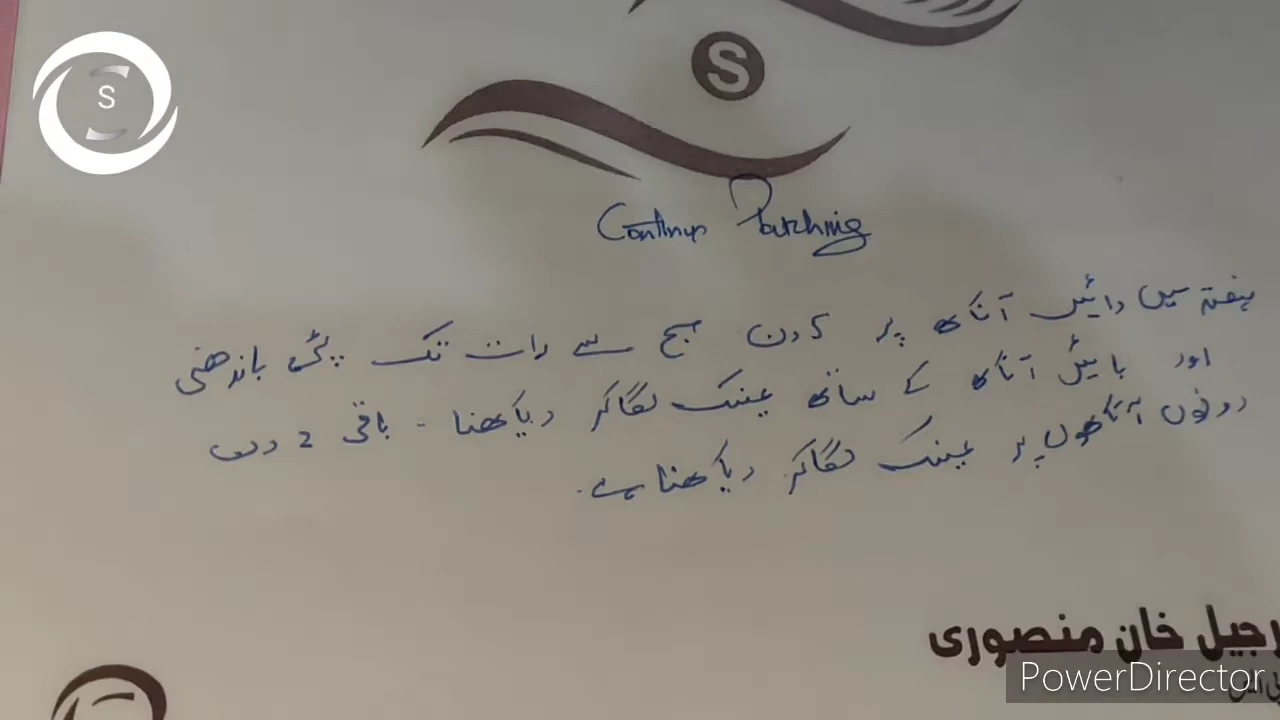 S
S
Continue Patching
ہفتہ میں دائیں آنکھ پر 5 دن صبح سے رات تک پٹی باندھنی
اور بائیں آنکھ کے ساتھ عینک لگا کر دیکھنا - باقی 2 دن
دونوں آنکھوں پر عینک لگا کر دیکھنا ہے -
رجیل خان منصوری
PowerDirector